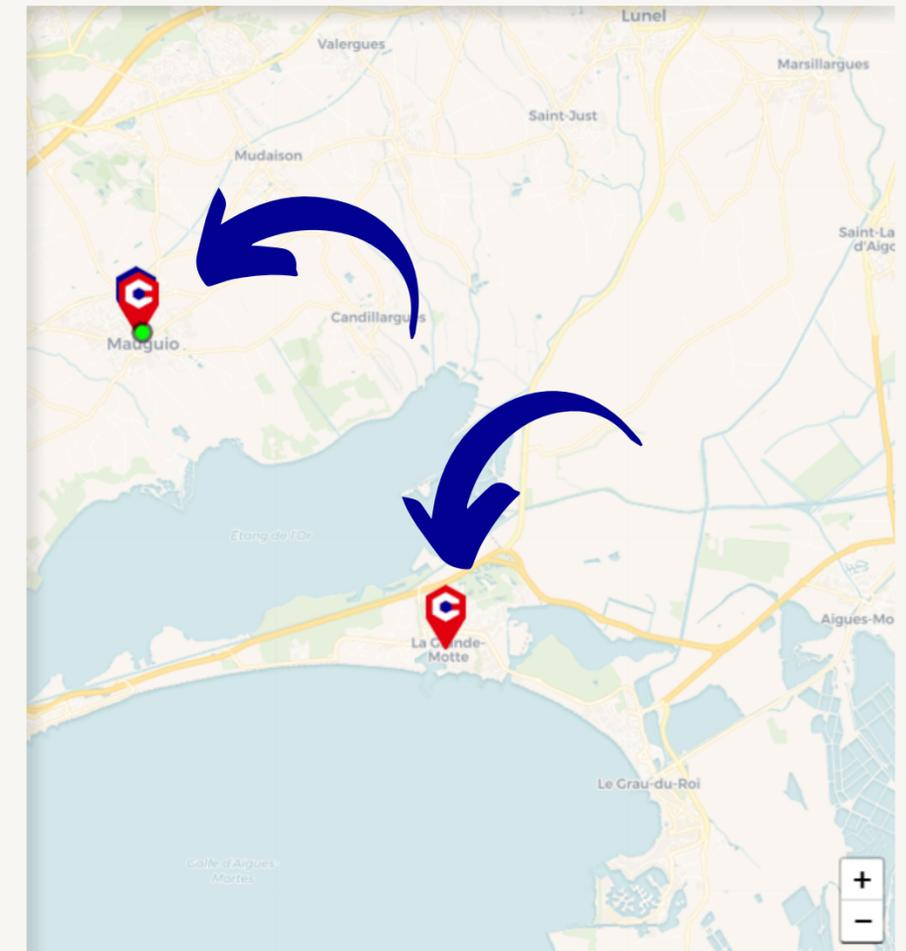 Lunel
Valergues
Marsillargues
Saint-Just
Mudaison
Saint-La
d'Aigo
Candillargues
Mauguio
Etang de l'Or
La Grande-
Motte
Aigues-Mo
Le Grau-du-Roi
Golfe d'Aigues-
Mortes
+
−